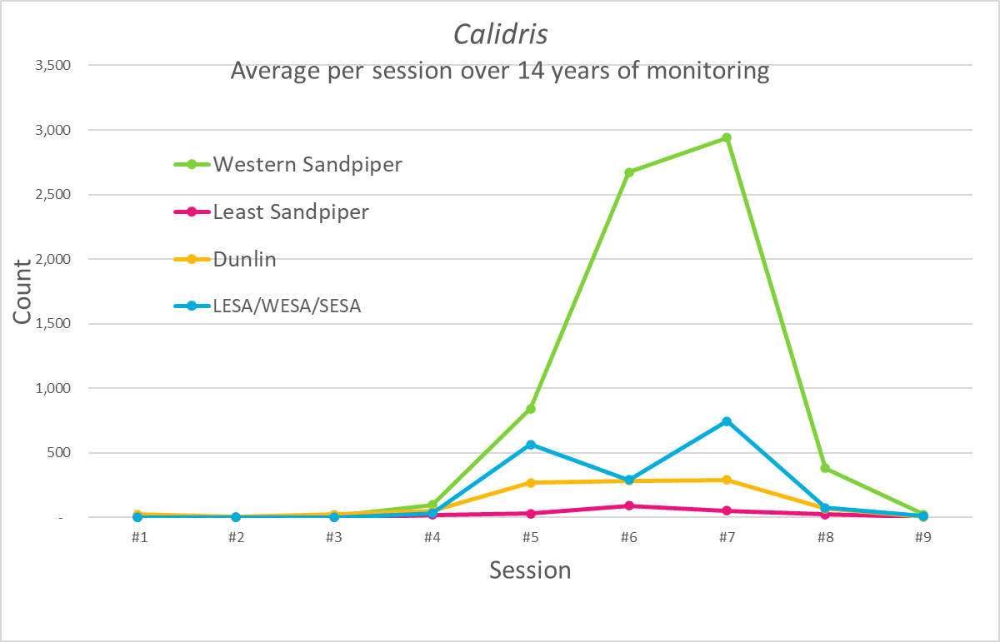 Calidris
Average per session over 14 years of monitoring
3,500
3,000
2,500
2,000
1,500
1,000
500
-
Count
Western Sandpiper
Least Sandpiper
Dunlin
LESA/WESA/SESA
#1 #2 #3 #4 #5 #6 #7 #8 #9
Session